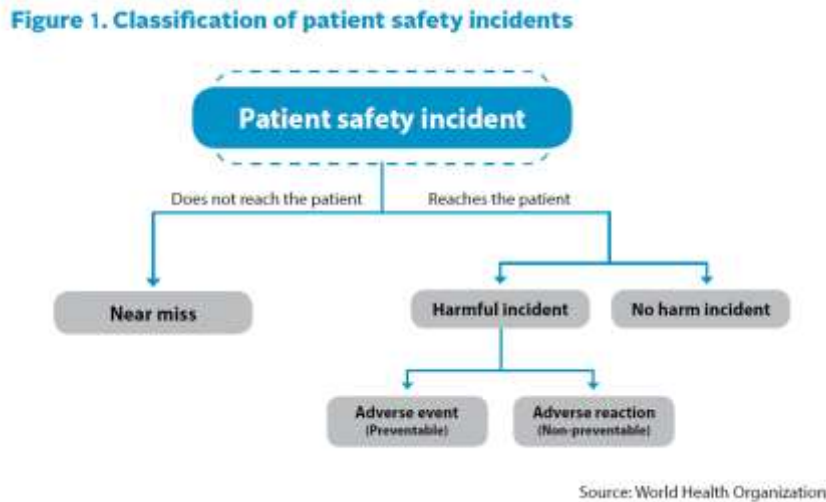 Figure 1. Classification of patient safety incidents
Patient safety incident
Does not reach the patient
Reaches the patient
Near miss
Harmful incident
No harm incident
Adverse event
(Preventable)
Adverse reaction
(Non-preventable)
Source: World Health Organization